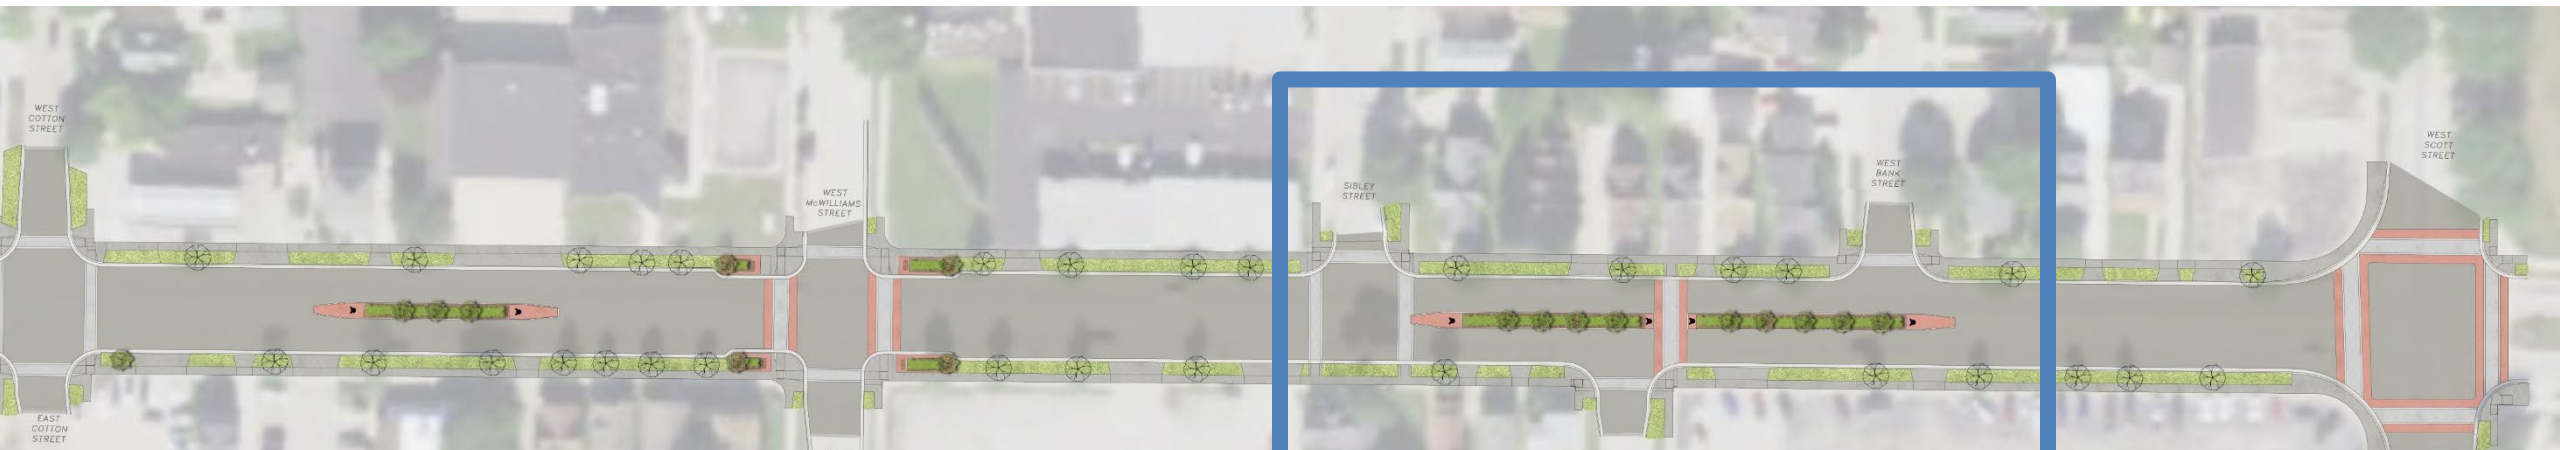 WEST
COTTON
STREET
EAST
COTTON
STREET
WEST
McWILLIAMS
STREET
SIBLEY
STREET
WEST
BANK
STREET
WEST
SCOTT
STREET